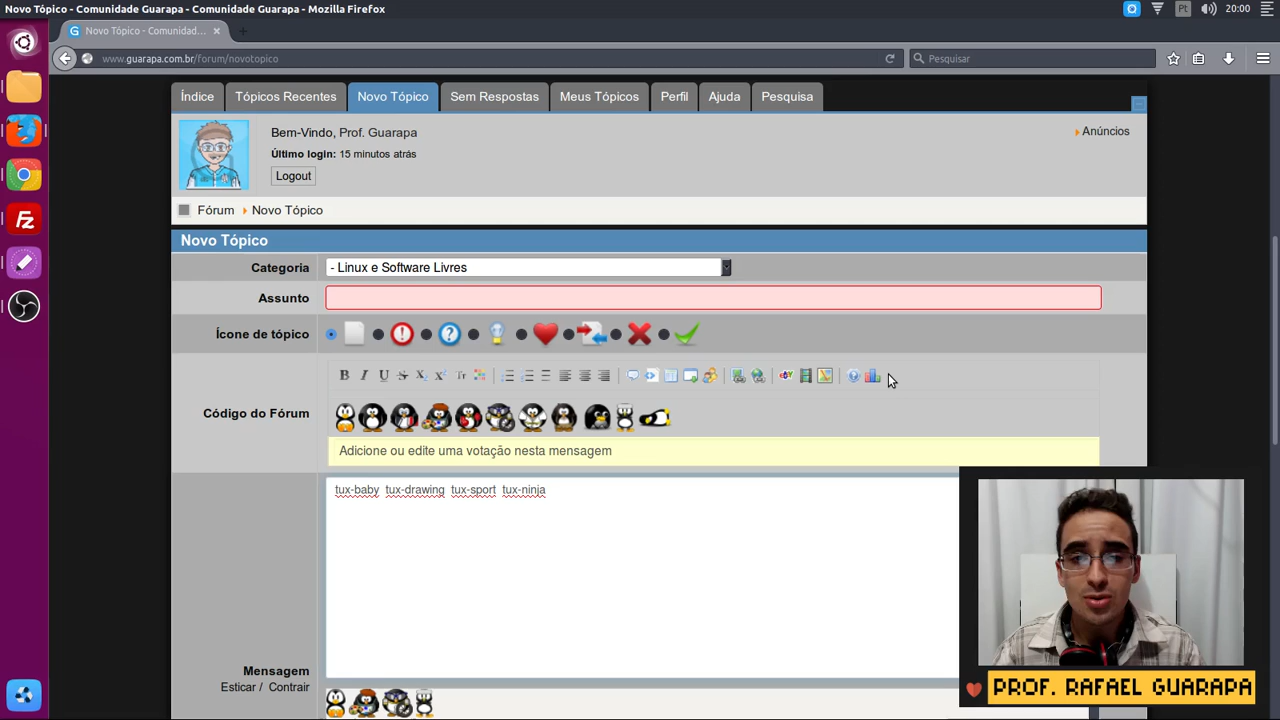 Novo Tópico - Comunidade Guarapa - Comunidade Guarapa - Mozilla Firefox
Pt
20:00
Novo Tópico - Comunidad...
www.guarapa.com.br/forum/novotopico
Pesquisar
Índice
Tópicos Recentes
Novo Tópico
Sem Respostas
Meus Tópicos
Perfil
Ajuda
Pesquisa
Bem-Vindo, Prof. Guarapa
Anúncios
Último login: 15 minutos atrás
Logout
Fórum
Novo Tópico
Novo Tópico
Categoria
- Linux e Software Livres
Assunto
Ícone de tópico
Código do Fórum
Adicione ou edite uma votação nesta mensagem
tux-baby tux-drawing tux-sport tux-ninja
Mensagem
Esticar / Contrair
PROF. RAFAEL GUARAPA